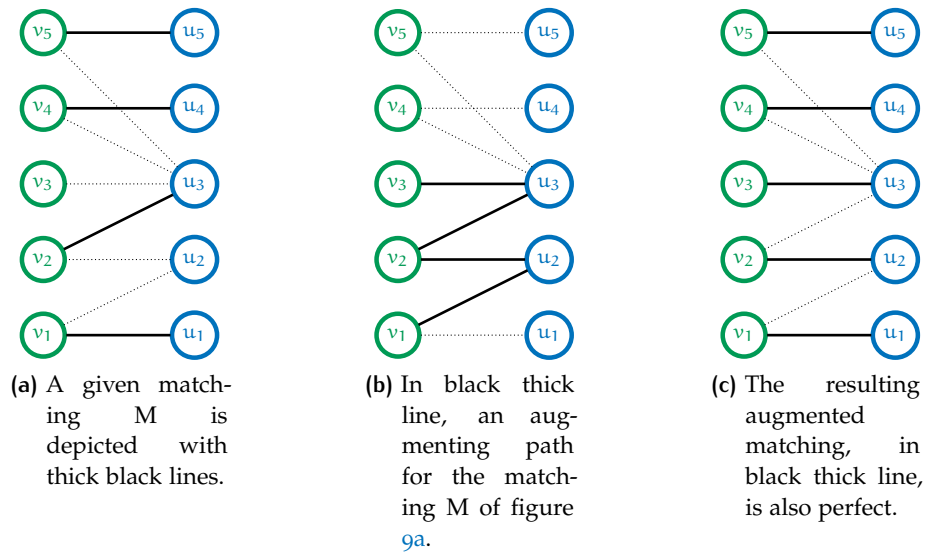 v5 u5
v4 u4
v3 u3
v2 u2
v1 u1
(a) A given match-
ing M is
depicted with
thick black lines.
v5 u5
v4 u4
v3 u3
v2 u2
v1 u1
(b) In black thick
line, an aug-
menting path
for the match-
ing M of figure
9a.
v5 u5
v4 u4
v3 u3
v2 u2
v1 u1
(c) The resulting
augmented
matching, in
black thick line,
is also perfect.